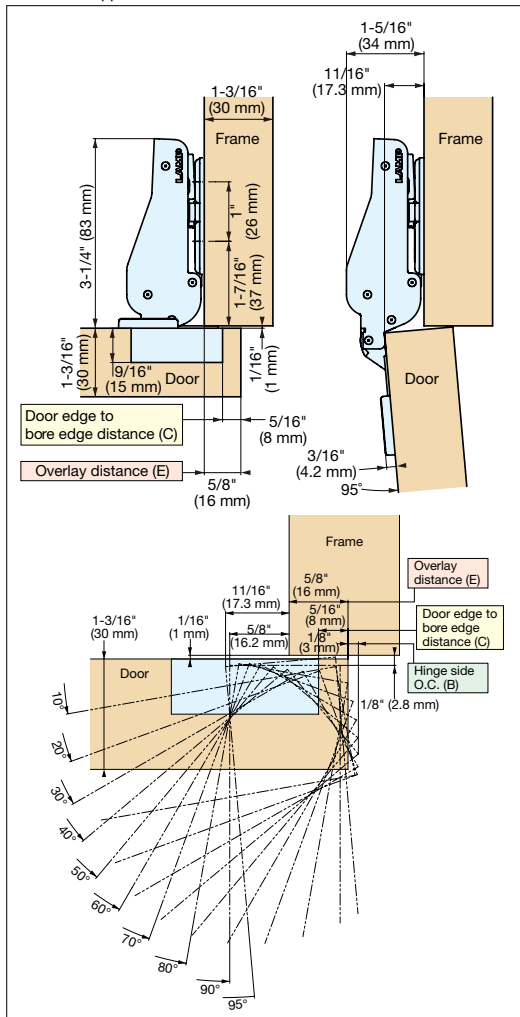 1-5/16"
(34 mm)
11/16"
(17.3 mm)
1-3/16"
(30 mm)
Frame
Frame
LAMP
LAMP
3-1/4" (83 mm)
1"
(26 mm)
1-7/16"
(37 mm)
1-3/16"
(30 mm)
9/16"
(15 mm)
Door
1/16"
(1 mm)
Door
Door edge to
bore edge distance (C)
5/16"
(8 mm)
Overlay distance (E)
5/8"
(16 mm)
3/16"
(4.2 mm)
95°
Frame
11/16"
(17.3 mm)
5/8"
(16 mm)
Overlay
distance (E)
1-3/16"
(30 mm)
1/16"
(1 mm)
5/8"
(16.2 mm)
5/16"
(8 mm)
1/8"
(3 mm)
Door edge to
bore edge
distance (C)
Hinge side
O.C. (B)
Door
1/8" (2.8 mm)
10°
20°
30°
40°
50°
60°
70°
80°
90°
95°